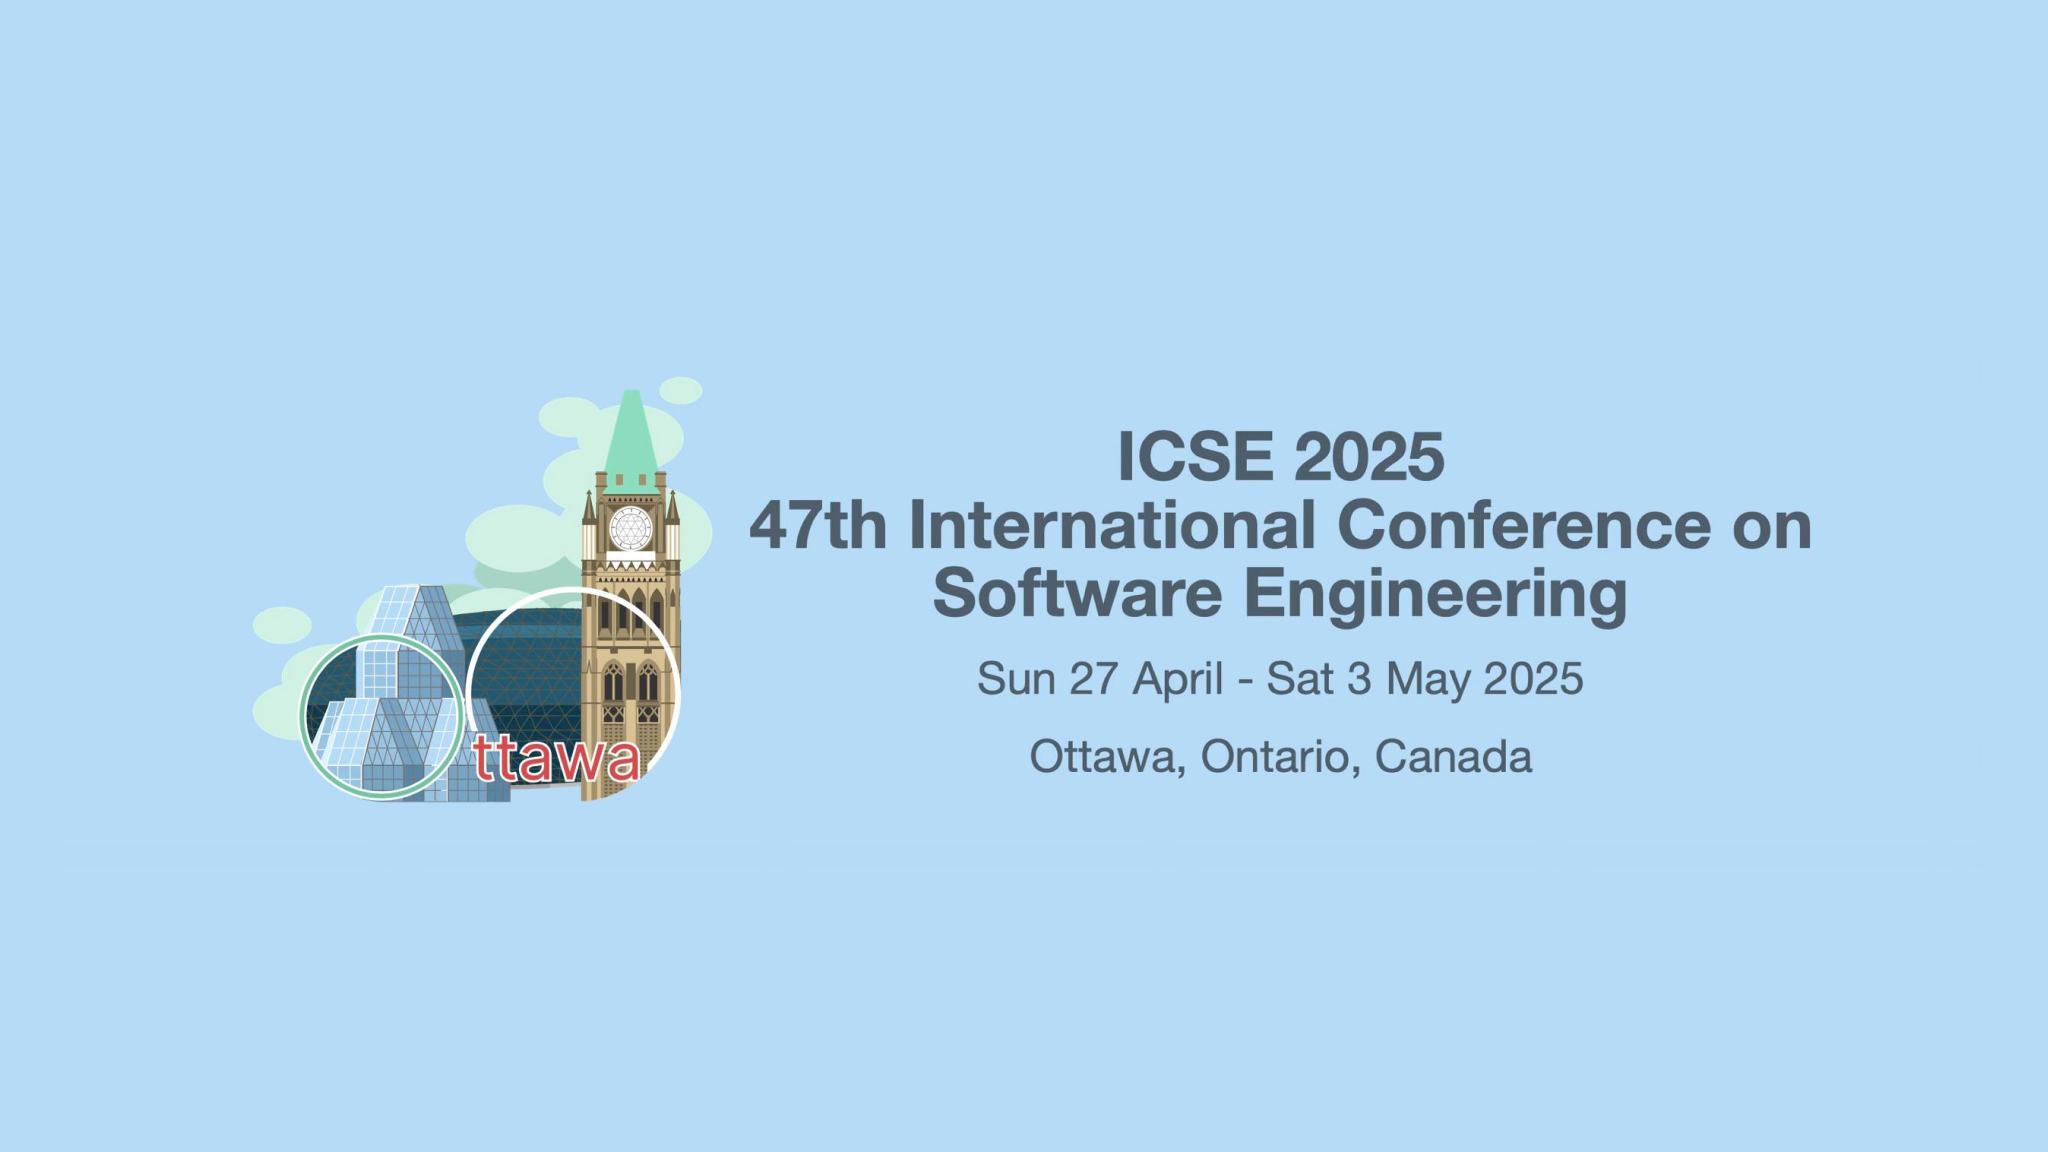 ICSE 2025
47th International Conference on
Software Engineering
Sun 27 April - Sat 3 May 2025
Ottawa, Ontario, Canada
ttawa